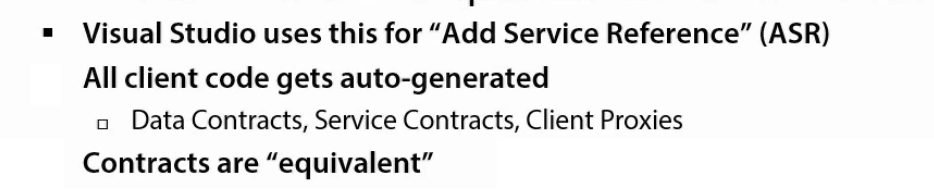 ▪ Visual Studio uses this for “Add Service Reference” (ASR)
All client code gets auto-generated
▫ Data Contracts, Service Contracts, Client Proxies
Contracts are “equivalent”